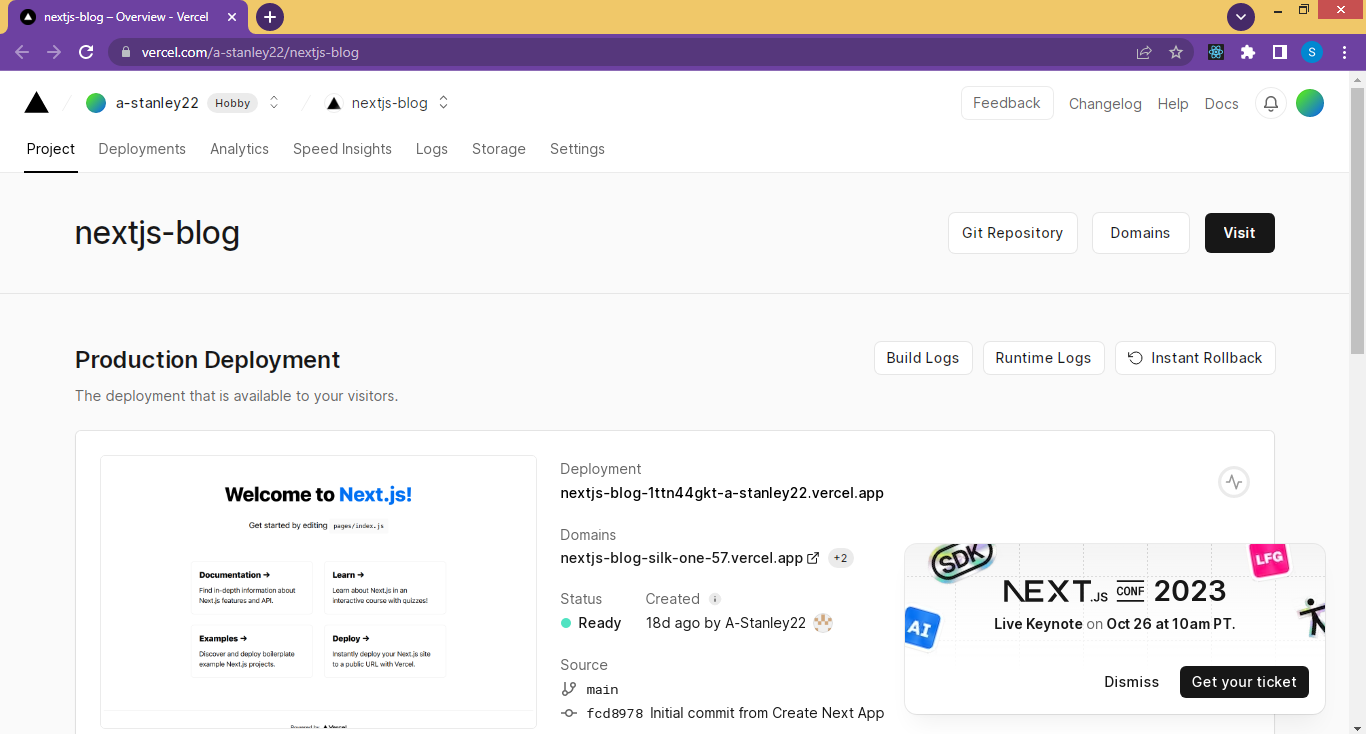 nextjs-blog – Overview - Vercel
vercel.com/a-stanley22/nextjs-blog
S
a-stanley22 Hobby
nextjs-blog
Feedback Changelog Help Docs
Project Deployments Analytics Speed Insights Logs Storage Settings
nextjs-blog
Git Repository Domains Visit
Production Deployment
Build Logs Runtime Logs Instant Rollback
The deployment that is available to your visitors.
Welcome to Next.js!
Get started by editing pages/index.js
Documentation →
Find in-depth information about
Next.js features and API.
Learn →
Learn about Next.js in an
interactive course with quizzes!
Examples →
Discover and deploy boilerplate
example Next.js projects.
Deploy →
Instantly deploy your Next.js site
to a public URL with Vercel.
Powered by Vercel
Deployment
nextjs-blog-1ttn44gkt-a-stanley22.vercel.app
Domains
nextjs-blog-silk-one-57.vercel.app +2
Status
Ready
Created
18d ago by A-Stanley22
Source
main
fcd8978 Initial commit from Create Next App
SDK
LFG
AI
NEXT.JS CONF 2023
Live Keynote on Oct 26 at 10am PT.
Dismiss Get your ticket